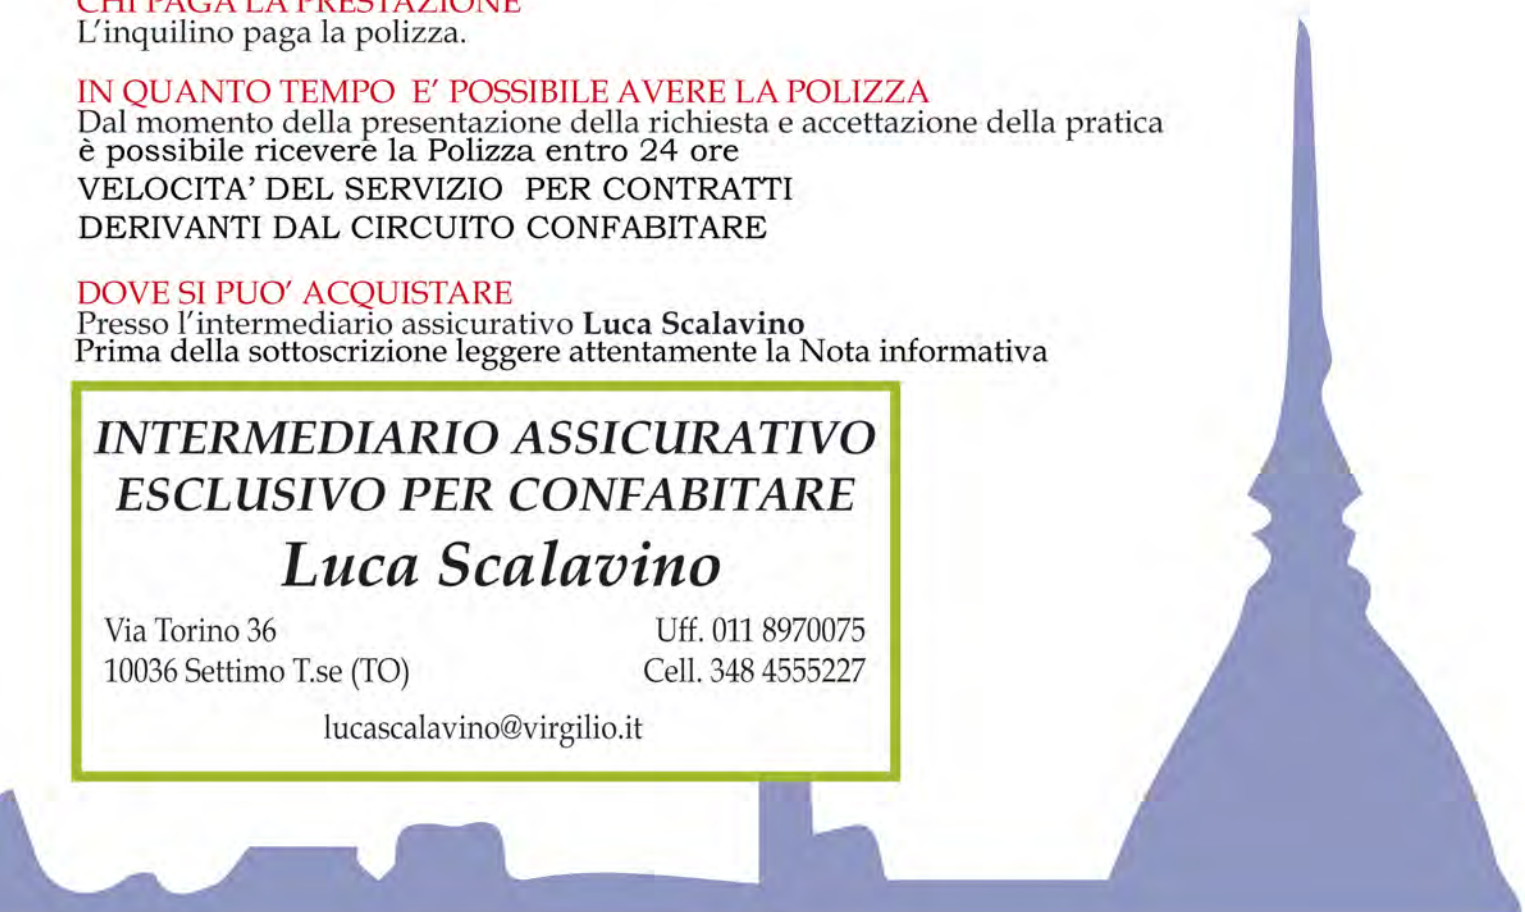 CHI PAGA LA PRESTAZIONE
L'inquilino paga la polizza.
IN QUANTO TEMPO E' POSSIBILE AVERE LA POLIZZA
Dal momento della presentazione della richiesta e accettazione della pratica
è possibile ricevere la Polizza entro 24 ore
VELOCITA' DEL SERVIZIO PER CONTRATTI
DERIVANTI DAL CIRCUITO CONFABITARE
DOVE SI PUO' ACQUISTARE
Presso l'intermediario assicurativo Luca Scalavino
Prima della sottoscrizione leggere attentamente la Nota informativa
INTERMEDIARIO ASSICURATIVO
ESCLUSIVO PER CONFABITARE
Luca Scalavino
Via Torino 36 Uff. 011 8970075
10036 Settimo T.se (TO) Cell. 348 4555227
lucascalavino@virgilio.it